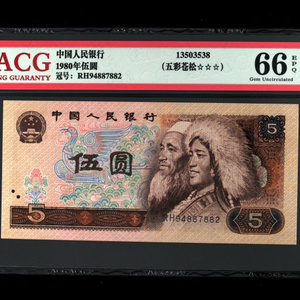 ACG
NG GUARANTY
中国人民银行
1980年伍圆
冠号：RH94887882
13503538
（五彩苍松☆☆☆）
66
EPQ
Gem Uncirculated
中国人民银行
5
伍圆
RH94887882
5
5